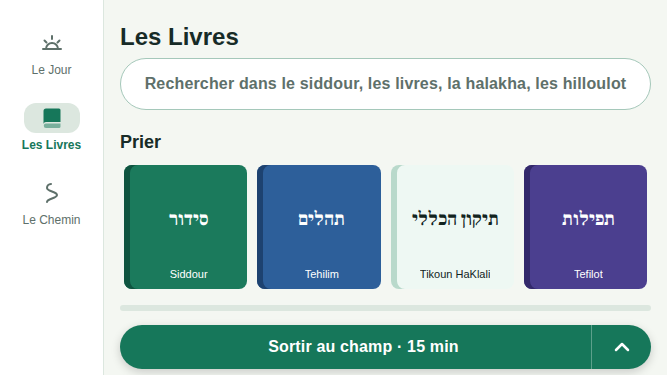 Le Jour
Les Livres
Le Chemin
Les Livres
Rechercher dans le siddour, les livres, la halakha, les hilloulot
Prier
סידור
Siddour
תהלים
Tehilim
תיקון הכללי
Tikoun HaKlali
תפילות
Tefilot
Sortir au champ · 15 min